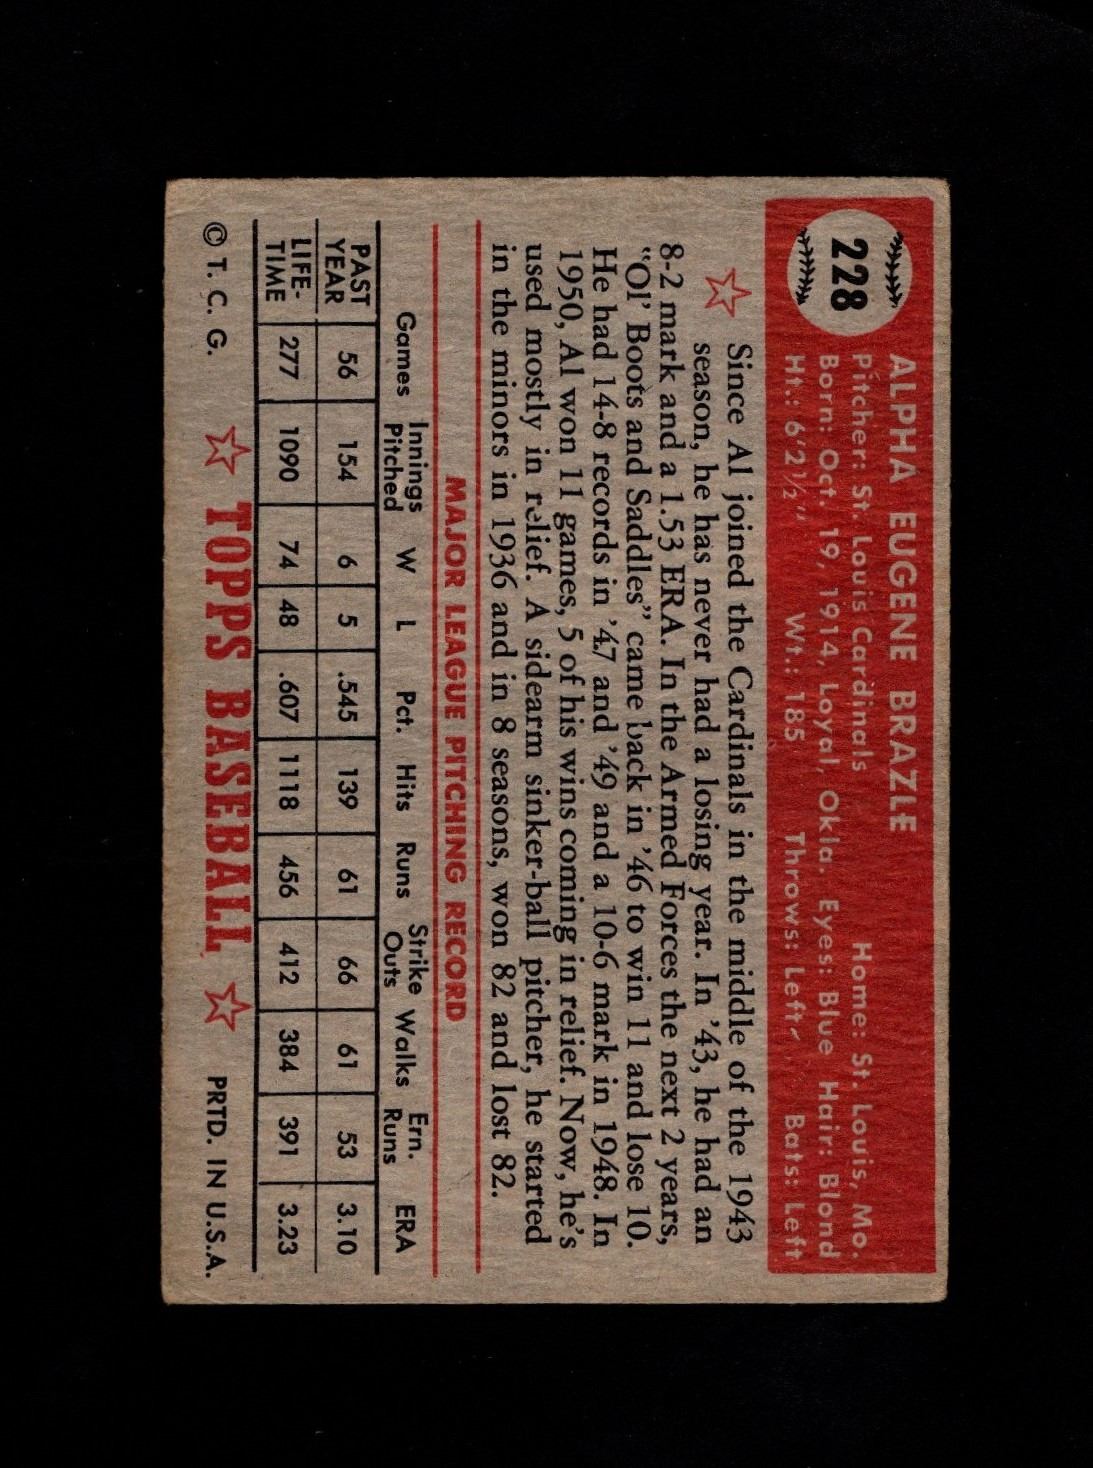 228
ALPHA EUGENE BRAZLE
Pitcher: St. Louis Cardinals Home: St. Louis, Mo.
Born: Oct. 19, 1914, Loyal, Okla. Eyes: Blue Hair: Blond
Ht.: 6'2½" Wt.: 185 Throws: Left Bats: Left
Since Al joined the Cardinals in the middle of the 1943
season, he has never had a losing year. In '43, he had an
8-2 mark and a 1.53 ERA. In the Armed Forces the next 2 years,
"Ol' Boots and Saddles" came back in '46 to win 11 and lose 10.
He had 14-8 records in '47 and '49 and a 10-6 mark in 1948. In
1950, Al won 11 games, 5 of his wins coming in relief. Now, he's
used mostly in relief. A sidearm sinker-ball pitcher, he started
in the minors in 1936 and in 8 seasons, won 82 and lost 82.
MAJOR LEAGUE PITCHING RECORD
Games Innings Pitched W L Pct. Hits Runs Strike Outs Walks Ern. Runs ERA
PAST YEAR 56 154 6 5 .545 139 61 66 61 53 3.10
LIFE-TIME 277 1090 74 48 .607 1118 456 412 384 391 3.23
© T. C. G. TOPPS BASEBALL PRTD. IN U.S.A.